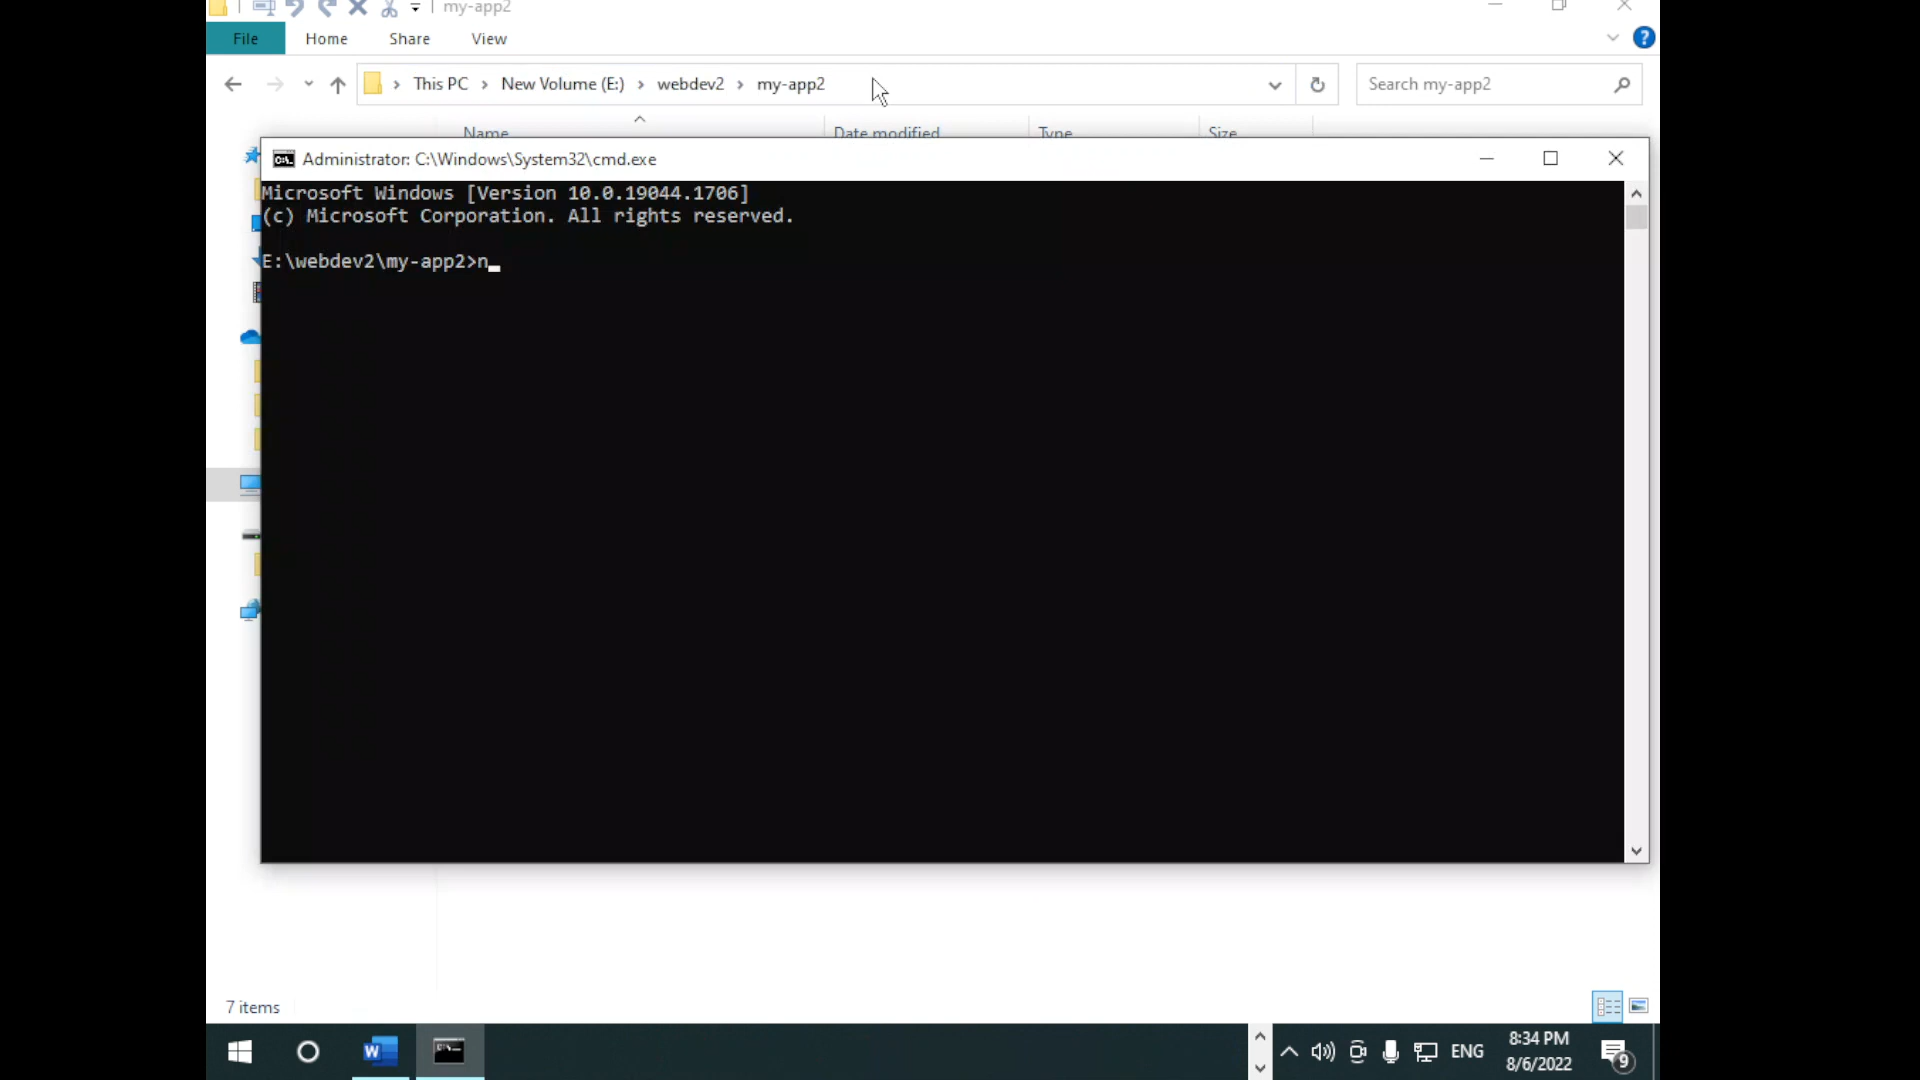 my-app2
File Home Share View
This PC New Volume (E:) webdev2 my-app2 Search my-app2
Name Date modified Type Size
Administrator: C:\Windows\System32\cmd.exe
Microsoft Windows [Version 10.0.19044.1706]
(c) Microsoft Corporation. All rights reserved.
E:\webdev2\my-app2>n_
7 items
ENG
8:34 PM
8/6/2022
9